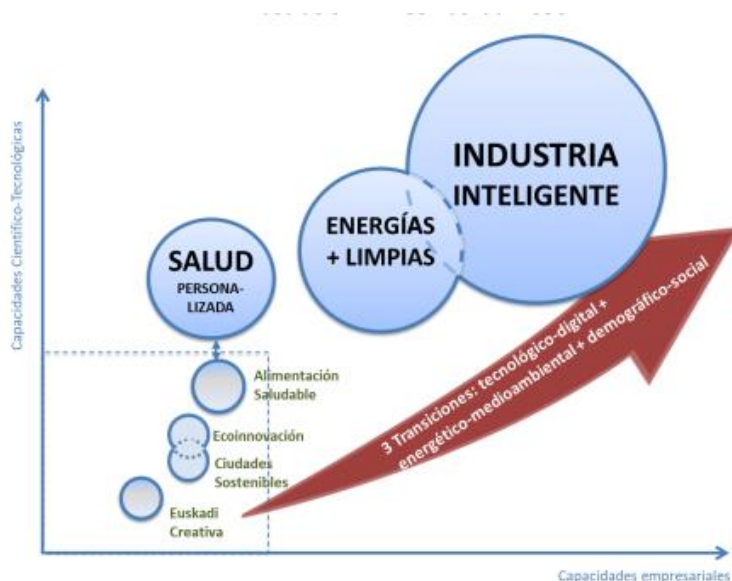 Capacidades Científico-Tecnológicas
INDUSTRIA
INTELIGENTE
ENERGÍAS
+ LIMPIAS
SALUD
PERSONA-
LIZADA
Alimentación
Saludable
Ecoinnovación
Ciudades
Sostenibles
Euskadi
Creativa
3 Transiciones: tecnológico-digital +
energético-medioambiental + demográfico-social
Capacidades empresariales